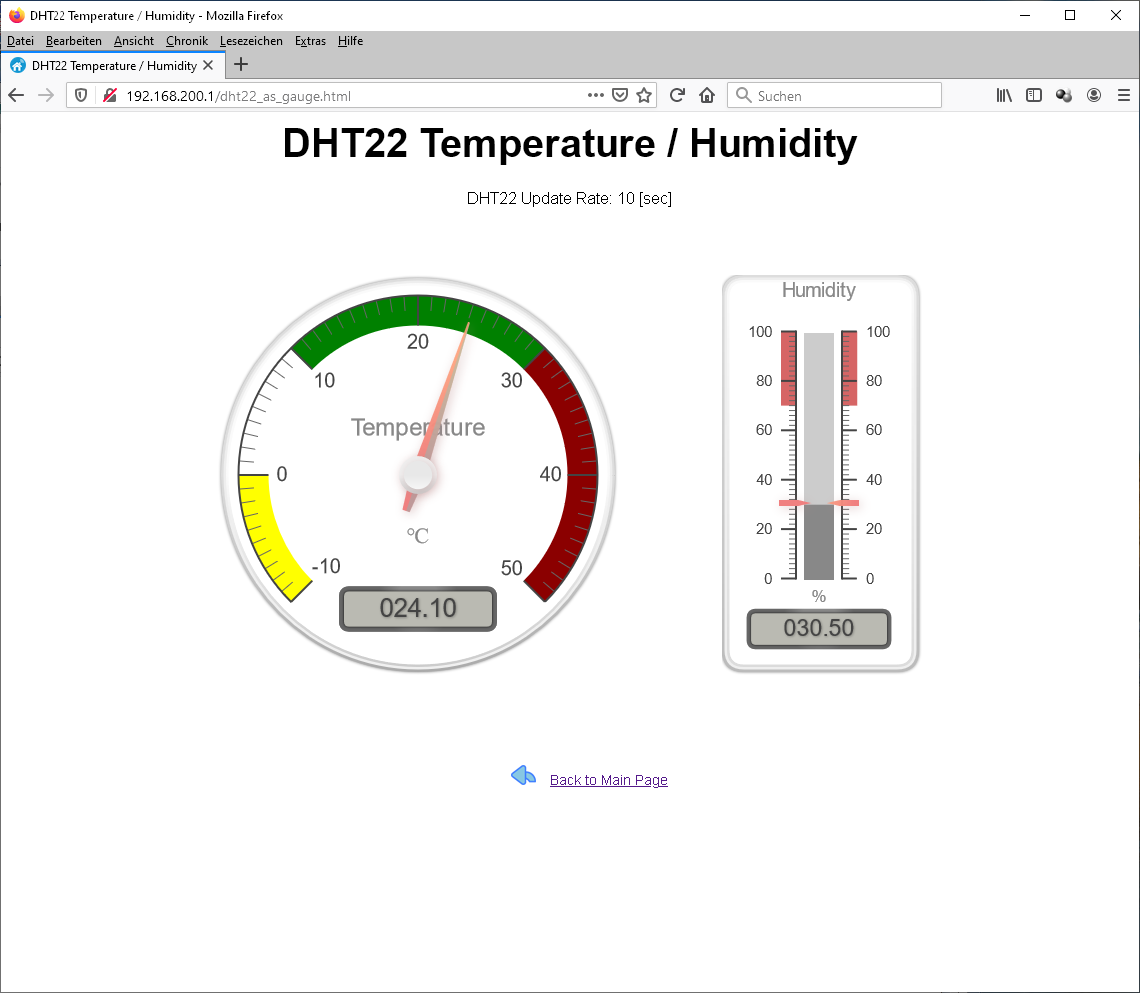 DHT22 Temperature / Humidity - Mozilla Firefox
Datei Bearbeiten Ansicht Chronik Lesezeichen Extras Hilfe
DHT22 Temperature / Humidity
192.168.200.1/dht22_as_gauge.html
Suchen
DHT22 Temperature / Humidity
DHT22 Update Rate: 10 [sec]
Temperature
-10
0
10
20
30
40
50
°C
024.10
Humidity
100 100
80 80
60 60
40 40
20 20
0 0
%
030.50
Back to Main Page